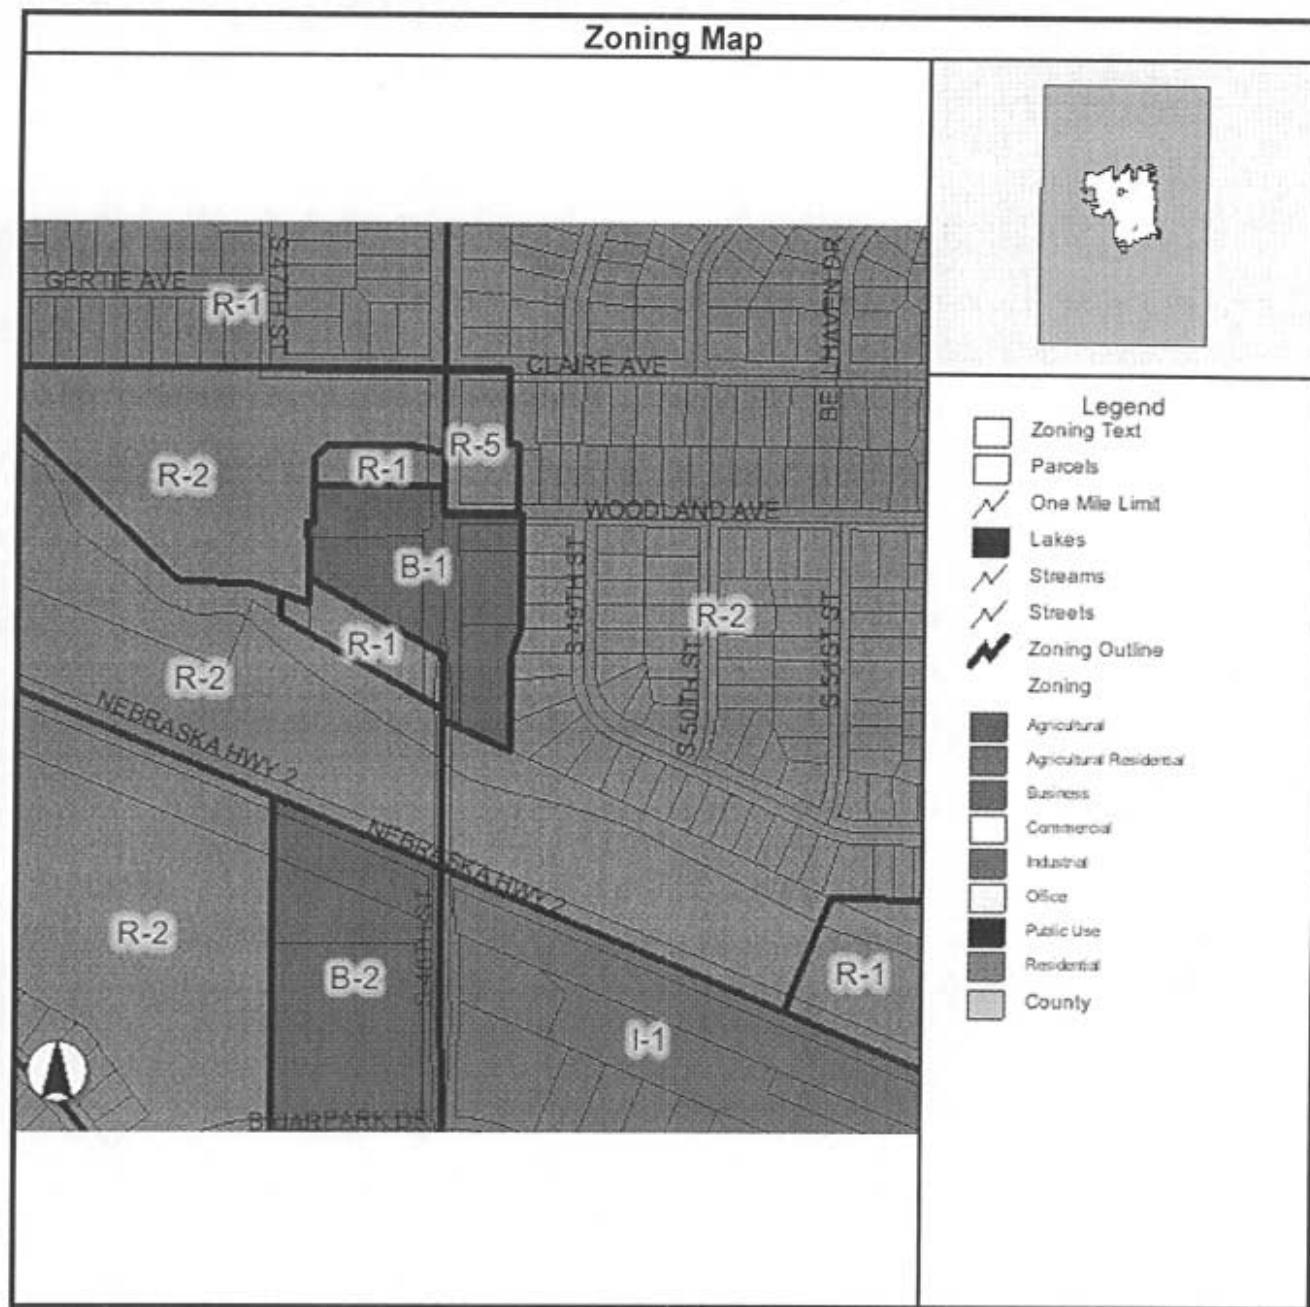 Zoning Map
GERTIE AVE
R-1
S 47TH ST
CLAIRE AVE
R-5
R-2
R-1
WOODLAND AVE
B-1
S 49TH ST
R-2
S 50TH ST
S 51ST ST
R-1
R-2
NEBRASKA HWY 2
NEBRASKA HWY 2
R-2
B-2
R-1
I-1
Legend
Zoning Text
Parcels
One Mile Limit
Lakes
Streams
Streets
Zoning Outline
Zoning
Agricultural
Agricultural Residential
Business
Commercial
Industrial
Office
Public Use
Residential
County